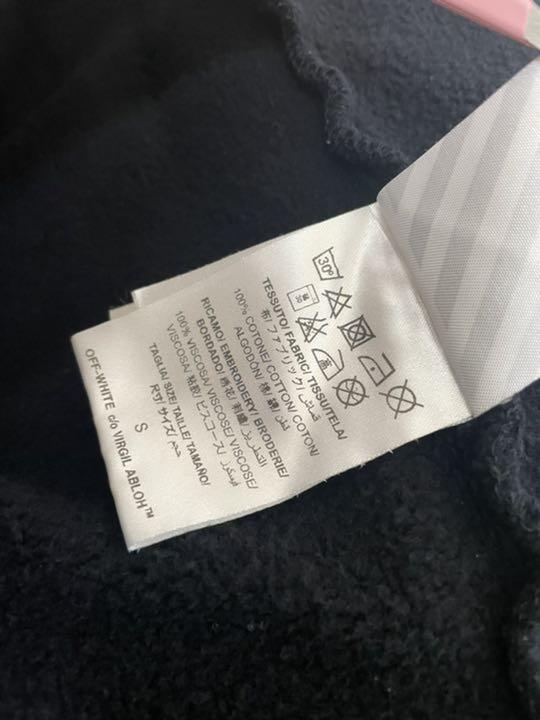 30°
TESSUTO/ FABRIC/ TISSU/TELA/
布/ ファブリック/ قماش/
100% COTONE/ COTTON/ COTON/
ALGODON/ 棉/ 綿/ قطن/
RICAMO/ EMBROIDERY/ BRODERIE/
BORDADO/ 绣花/ 刺繍/ التطريز/
100% VISCOSA/ VISCOSE/ VISCOSE/
VISCOSA/ 粘胶/ ビスコース/ فيسكوز/
TAGLIA/ SIZE/ TAILLE/ TAMAÑO/
尺寸/ サイズ/ حجم/
S
OFF-WHITE c/o VIRGIL ABLOH™